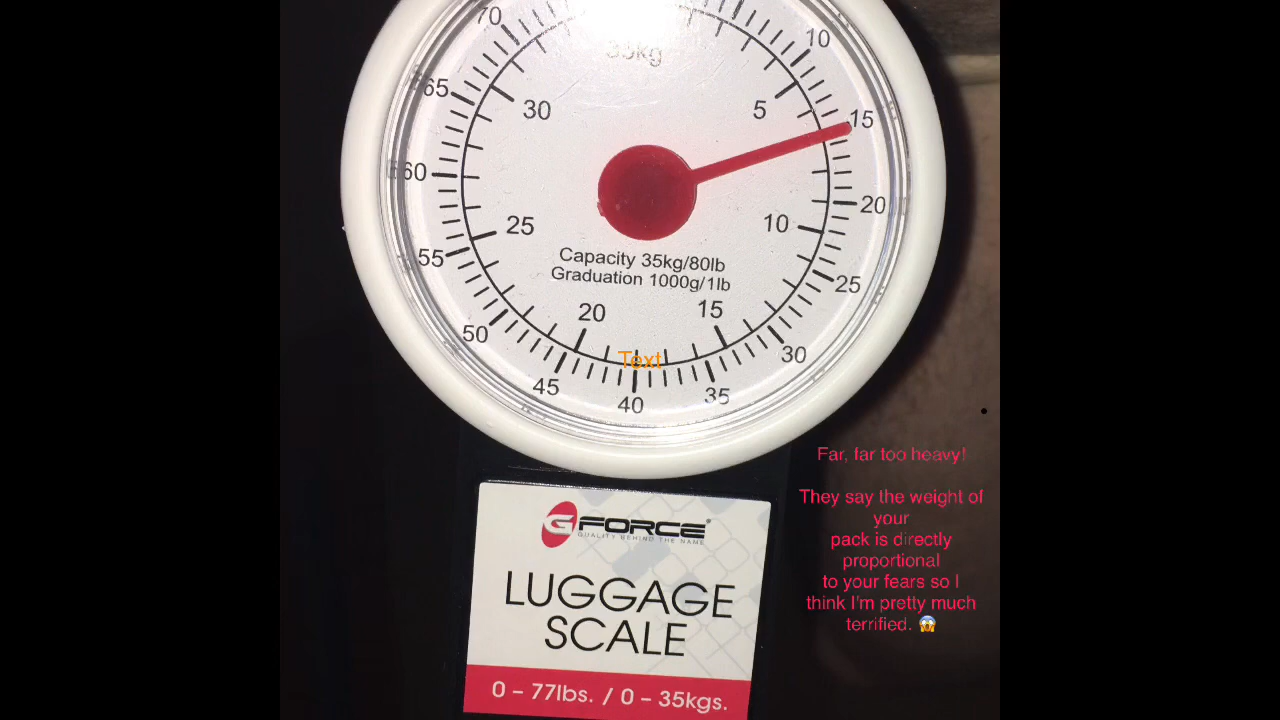 70
10
35kg
65
5
15
30
60
20
10
25
Capacity 35kg/80lb
Graduation 1000g/1lb
55
25
20
15
50
30
Text
45
35
40
Far, far too heavy!
They say the weight of
your
pack is directly
proportional
to your fears so I
think I'm pretty much
terrified. 😱
GFORCE
QUALITY BEHIND THE NAME
LUGGAGE
SCALE
0 – 77lbs. / 0 – 35kgs.